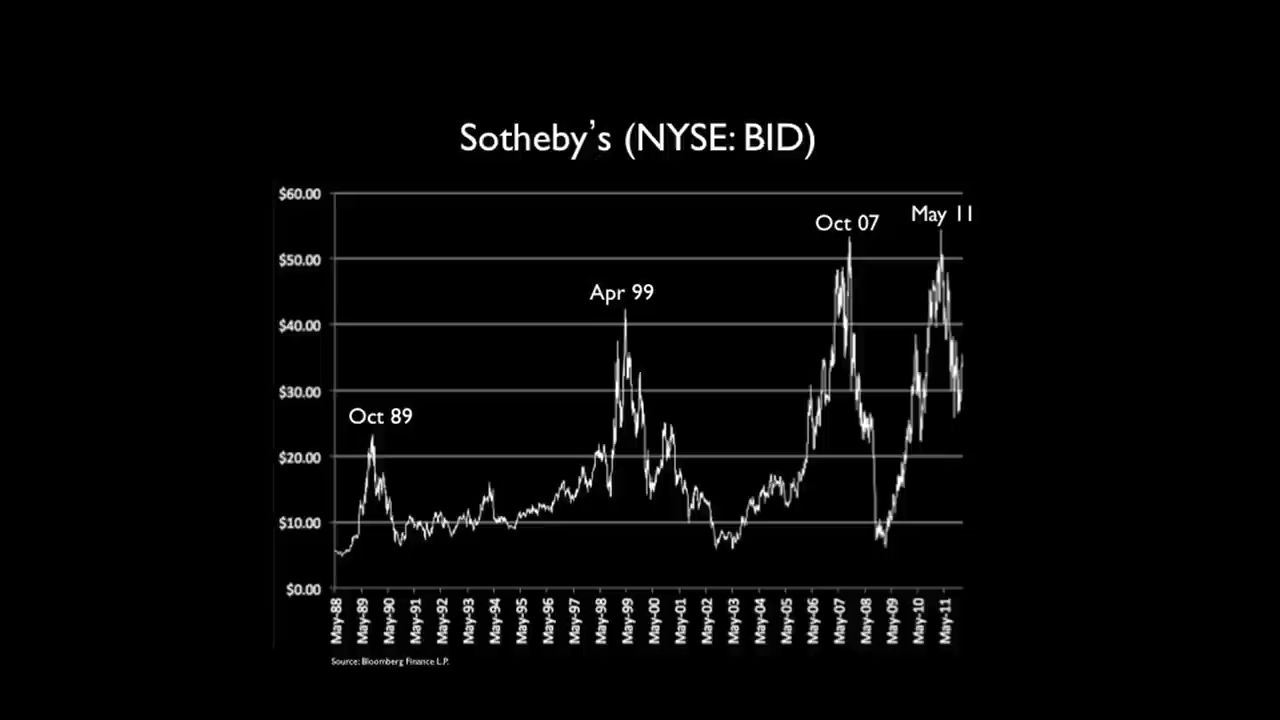 Sotheby's (NYSE: BID)
$60.00
May 11
Oct 07
$50.00
Apr 99
$40.00
$30.00
Oct 89
$20.00
$10.00
$0.00
May-88
May-89
May-90
May-91
May-92
May-93
May-94
May-95
May-96
May-97
May-98
May-99
May-00
May-01
May-02
May-03
May-04
May-05
May-06
May-07
May-08
May-09
May-10
May-11
Source: Bloomberg Finance L.P.